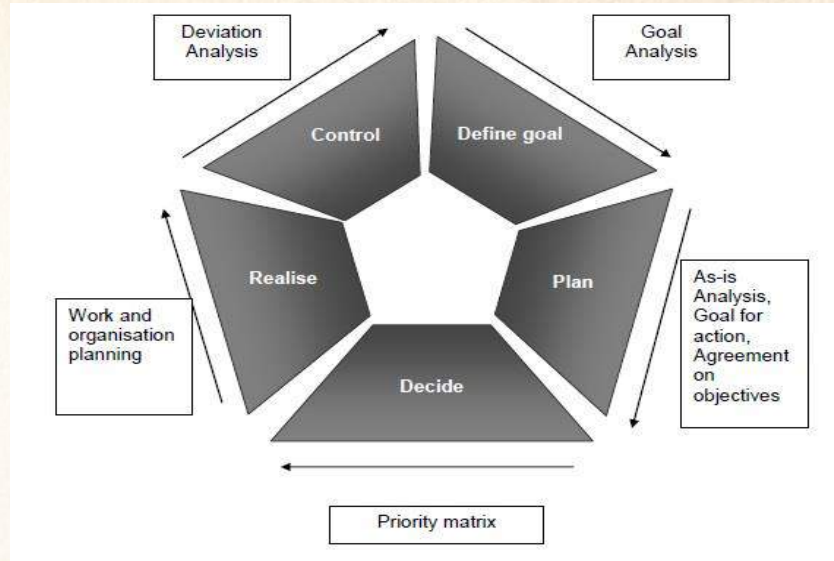 Deviation
Analysis
Goal
Analysis
Control
Define goal
Realise
Plan
Work and
organisation
planning
As-is
Analysis,
Goal for
action,
Agreement
on
objectives
Decide
Priority matrix